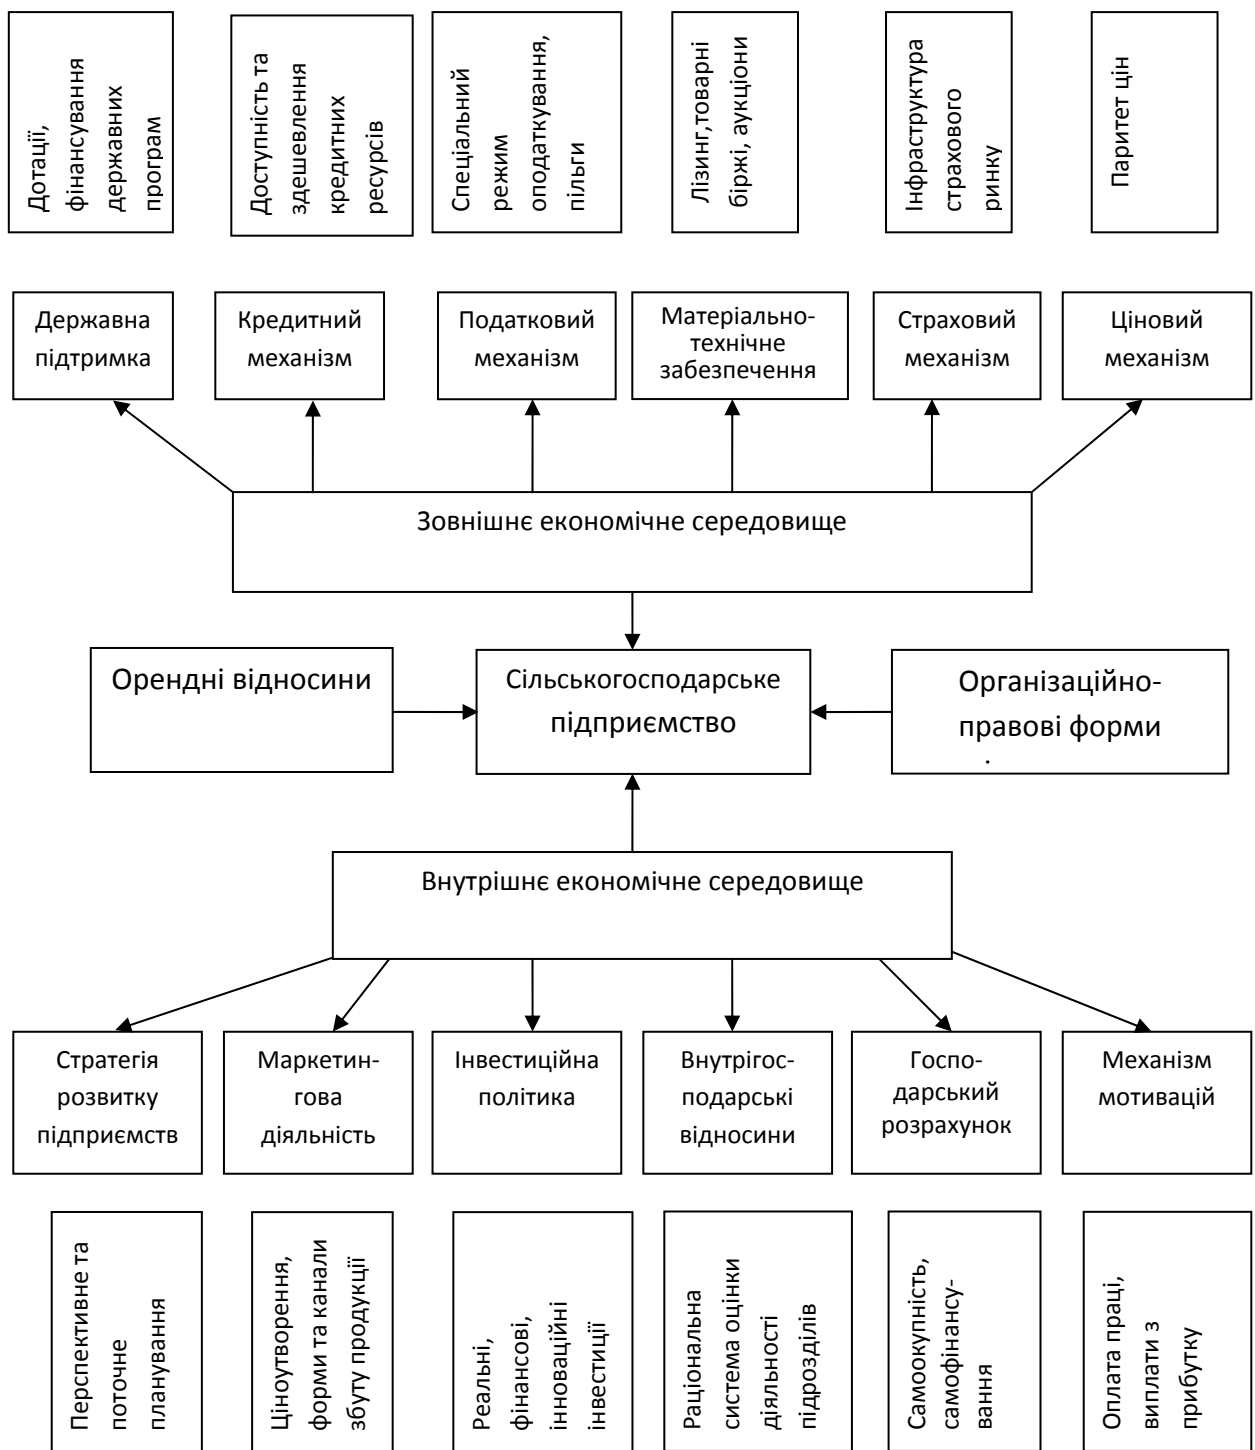 Дотації,
фінансування
державних
програм
Доступність та
здешевлення
кредитних
ресурсів
Спеціальний
режим
оподаткування,
пільги
Лізинг,товарні
біржі, аукціони
Інфраструктура
страхового
ринку
Паритет цін
Державна
підтримка
Кредитний
механізм
Податковий
механізм
Матеріально-
технічне
забезпечення
Страховий
механізм
Ціновий
механізм
Зовнішнє економічне середовище
Орендні відносини
Сільськогосподарське
підприємство
Організаційно-
правові форми
.
Внутрішнє економічне середовище
Стратегія
розвитку
підприємств
Маркетин-
гова
діяльність
Інвестиційна
політика
Внутрігос-
подарські
відносини
Госпо-
дарський
розрахунок
Механізм
мотивацій
Перспективне та
поточне
планування
Ціноутворення,
форми та канали
збуту продукції
Реальні,
фінансові,
інноваційні
інвестиції
Раціональна
система оцінки
діяльності
підрозділів
Самоокупність,
самофінансу-
вання
Оплата праці,
виплати з
прибутку